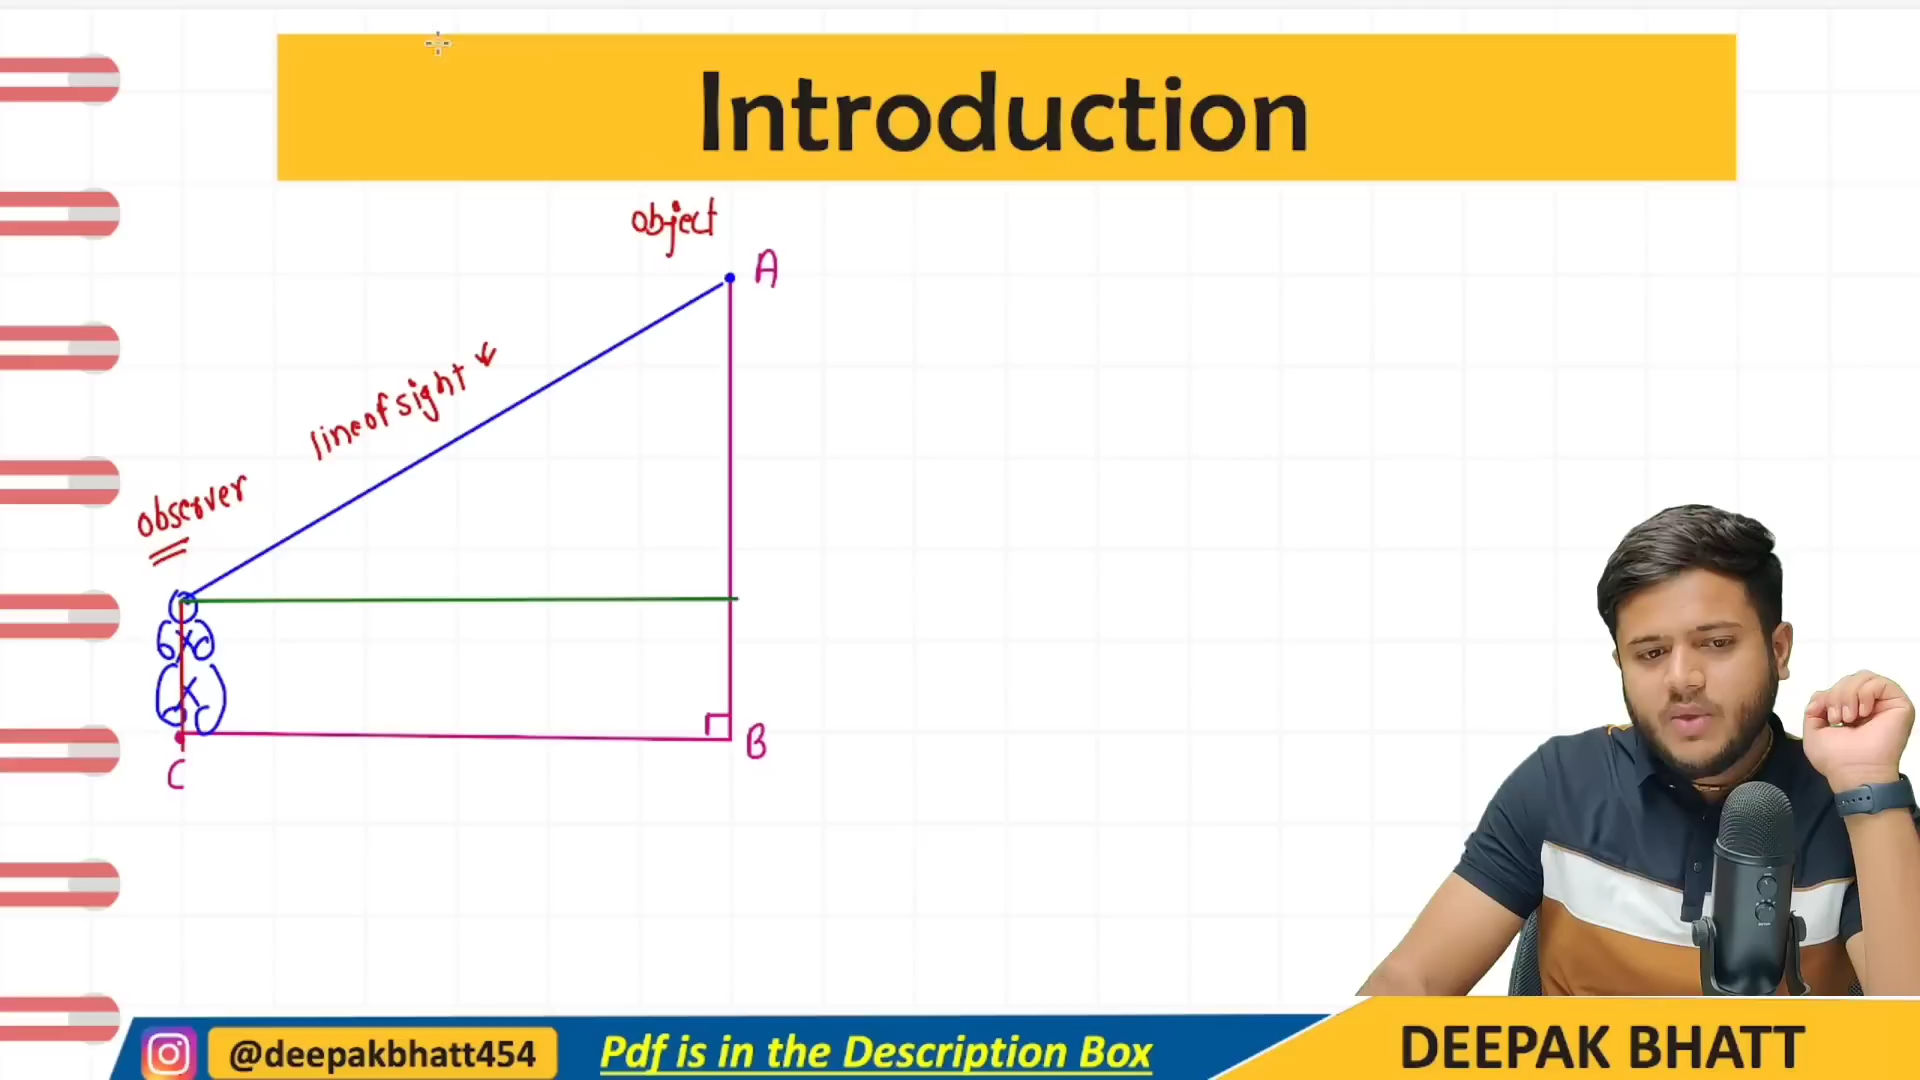 Introduction
object
A
line of sight
observer
B
C
@deepakbhatt454
Pdf is in the Description Box
DEEPAK BHATT